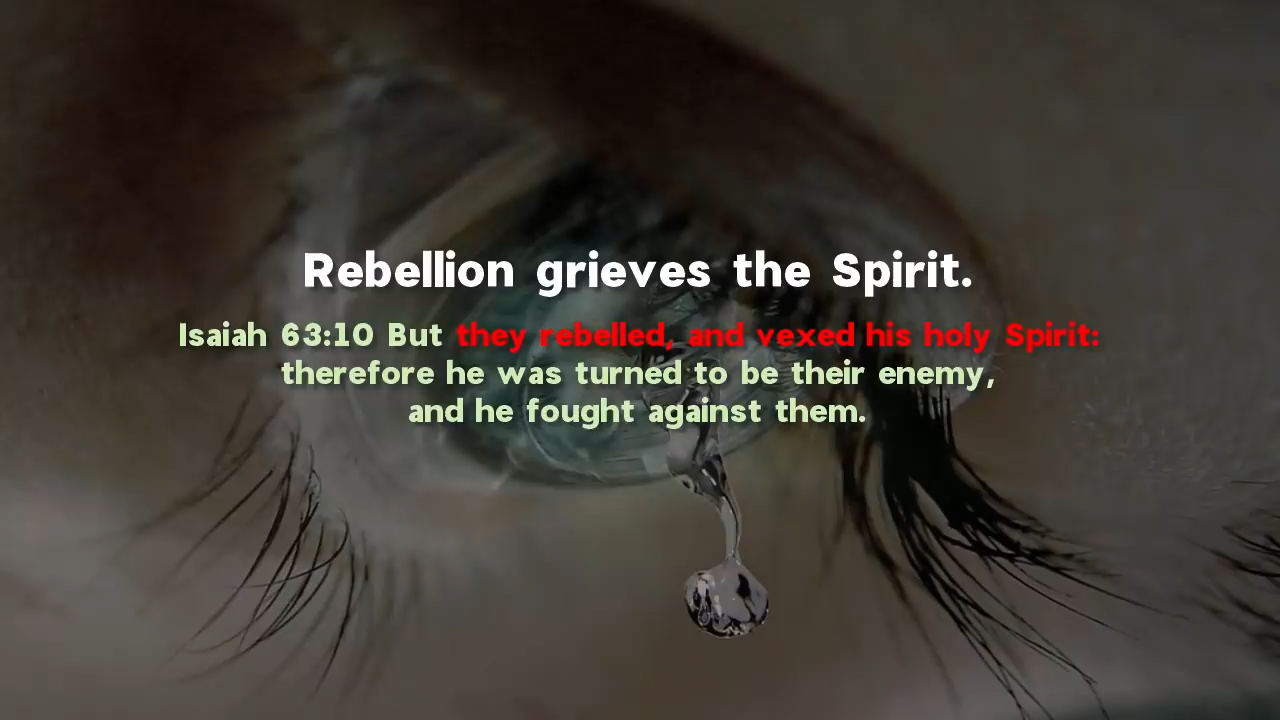 Rebellion grieves the Spirit.
Isaiah 63:10 But they rebelled, and vexed his holy Spirit:
therefore he was turned to be their enemy,
and he fought against them.